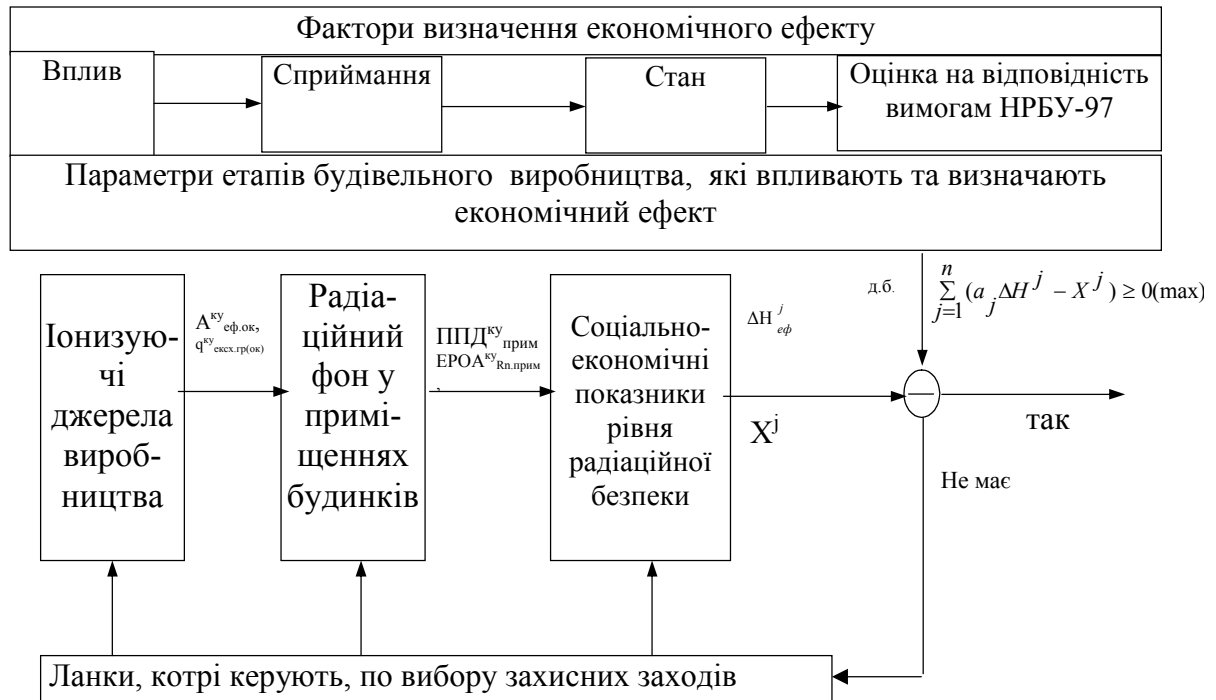 Фактори визначення економічного ефекту
Вплив
Сприймання
Стан
Оцінка на відповідність
вимогам НРБУ-97
Параметри етапів будівельного виробництва, які впливають та визначають
економічний ефект
Іонизую-
чі
джерела
вироб-
ництва
A^ку_еф.ок,
q^ку_ексх.гр(ок)
Радіа-
ційний
фон у
примі-
щеннях
будинків
ППД^ку_прим
ЕРОА^ку_Rn.прим
,
Соціально-
економічні
показники
рівня
радіаційної
безпеки
ΔH^j_еф
X^j
д.б.
∑_{j=1}^{n} (a_j ΔH^j − X^j) ≥ 0(max)
—
так
Не має
Ланки, котрі керують, по вибору захисних заходів